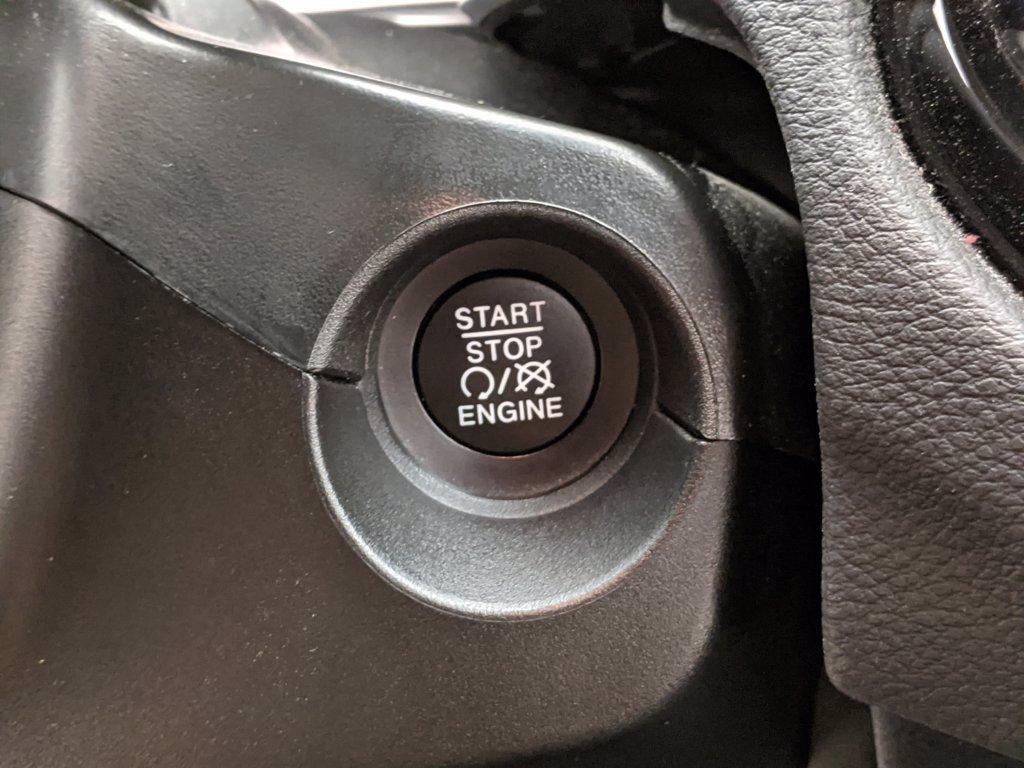 START
STOP
/
ENGINE